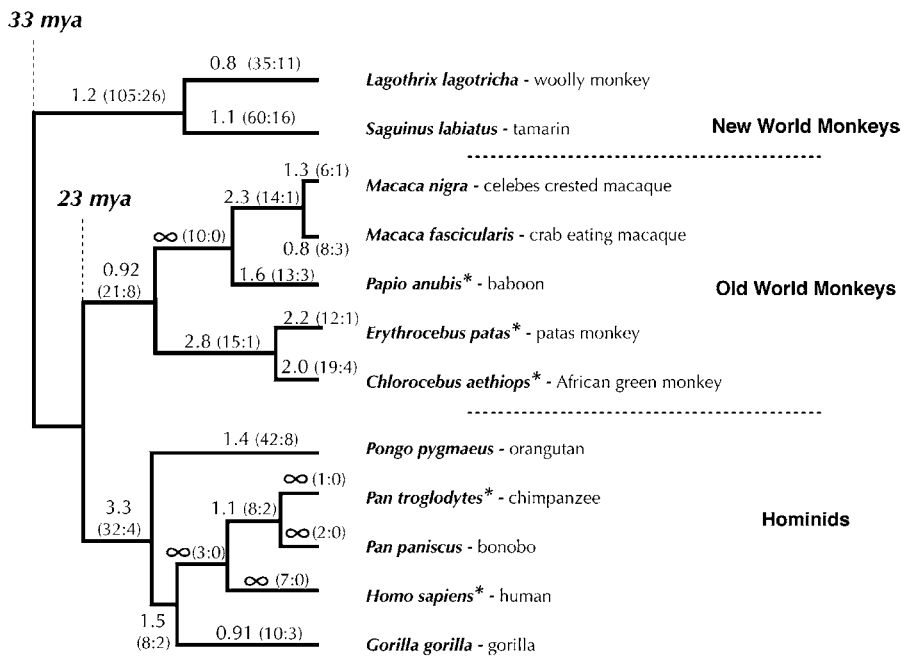 33 mya
0.8 (35:11)
Lagothrix lagotricha - woolly monkey
1.2 (105:26)
1.1 (60:16)
Saguinus labiatus - tamarin
New World Monkeys
1.3 (6:1)
Macaca nigra - celebes crested macaque
23 mya
2.3 (14:1)
∞ (10:0)
Macaca fascicularis - crab eating macaque
0.8 (8:3)
0.92
(21:8)
1.6 (13:3)
Papio anubis* - baboon
Old World Monkeys
2.2 (12:1)
Erythrocebus patas* - patas monkey
2.8 (15:1)
2.0 (19:4)
Chlorocebus aethiops* - African green monkey
1.4 (42:8)
Pongo pygmaeus - orangutan
∞ (1:0)
Pan troglodytes* - chimpanzee
3.3
(32:4)
1.1 (8:2)
Hominids
∞ (2:0)
Pan paniscus - bonobo
∞ (3:0)
∞ (7:0)
Homo sapiens* - human
1.5
(8:2)
0.91 (10:3)
Gorilla gorilla - gorilla